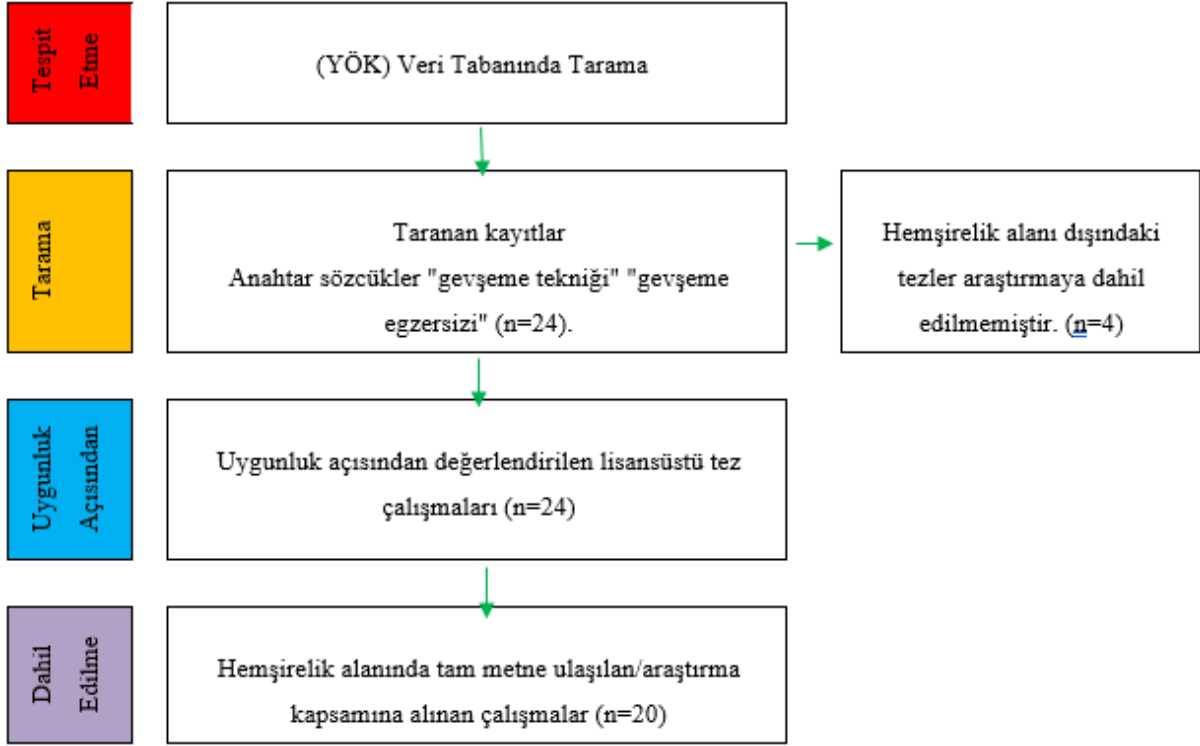 Tespit
Etme
(YÖK) Veri Tabanında Tarama
Tarama
Taranan kayıtlar
Anahtar sözcükler "gevşeme tekniği" "gevşeme
egzersizi" (n=24).
Hemşirelik alanı dışındaki
tezler araştırmaya dahil
edilmemiştir. (n=4)
Uygunluk
Açısından
Uygunluk açısından değerlendirilen lisansüstü tez
çalışmaları (n=24)
Dahil
Edilme
Hemşirelik alanında tam metne ulaşılan/araştırma
kapsamına alınan çalışmalar (n=20)